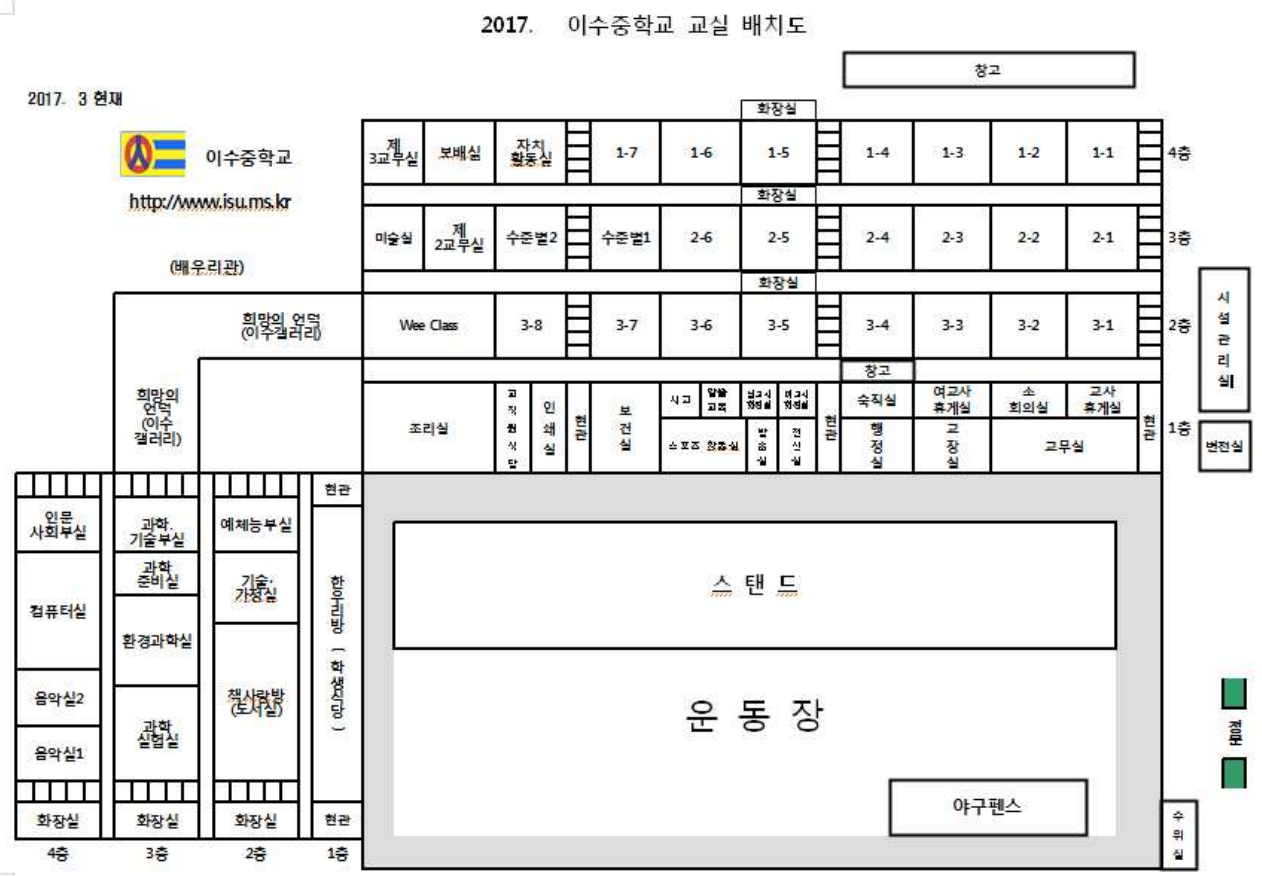 2017. 이수중학교 교실 배치도
창고
2017. 3 현재
이수중학교
http://www.isu.ms.kr
(배우리관)
화장실
제
3교무실
보배실
자치
활동실
1-7
1-6
1-5
1-4
1-3
1-2
1-1
4층
화장실
미술실
제
2교무실
수준별2
수준별1
2-6
2-5
2-4
2-3
2-2
2-1
3층
화장실
희망의 언덕
(이수갤러리)
Wee Class
3-8
3-7
3-6
3-5
3-4
3-3
3-2
3-1
2층
시설관리실
창고
희망의
언덕
(이수
갤러리)
조리실
교직원식당
인쇄실
현관
보건실
방송실
전산실
현관
숙직실
행정실
여교사
휴게실
교장실
소
회의실
교사
휴게실
교무실
현관
1층
변전실
현관
인문
사회부실
컴퓨터실
음악실2
음악실1
화장실
4층
과학.
기술부실
과학
준비실
환경과학실
과학
실험실
화장실
3층
예체능부실
기술·
가정실
책사랑방
(도서실)
화장실
2층
한우리방(학생식당)
현관
1층
스탠드
운동장
야구펜스
정문
수위실